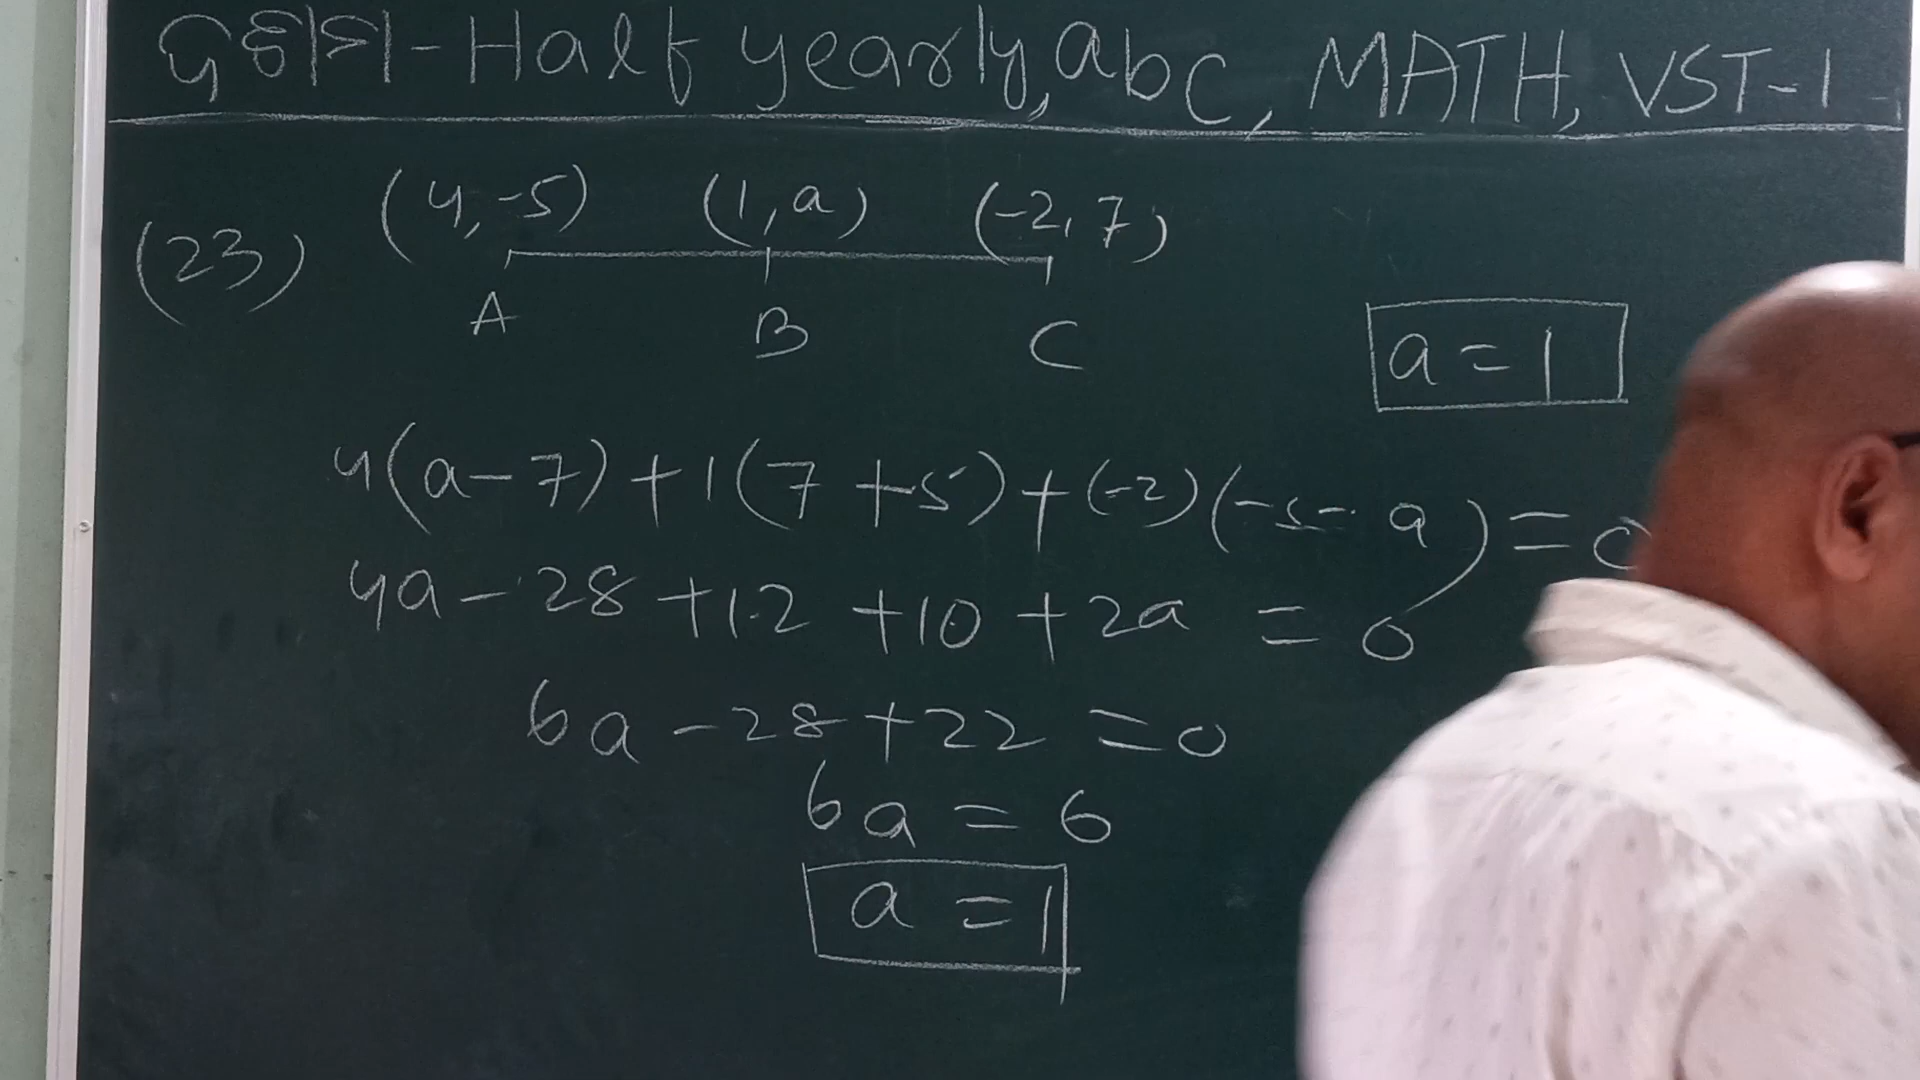 ଦଶମ - Half yearly, abc, MATH, VST-1
(23) (4, -5) (1, a) (-2, 7)
A B C
a = 1
4(a-7)+1(7+5)+(-2)(-5-a)=0
4a-28+12+10+2a=0
6a-28+22=0
6a=6
a=1